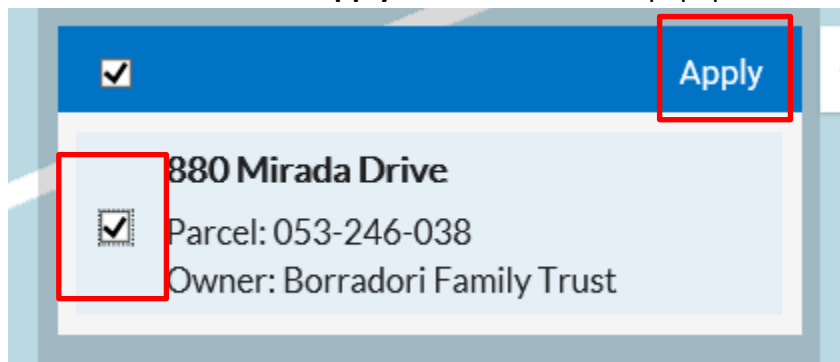 Apply
880 Mirada Drive
Parcel: 053-246-038
Owner: Borradori Family Trust